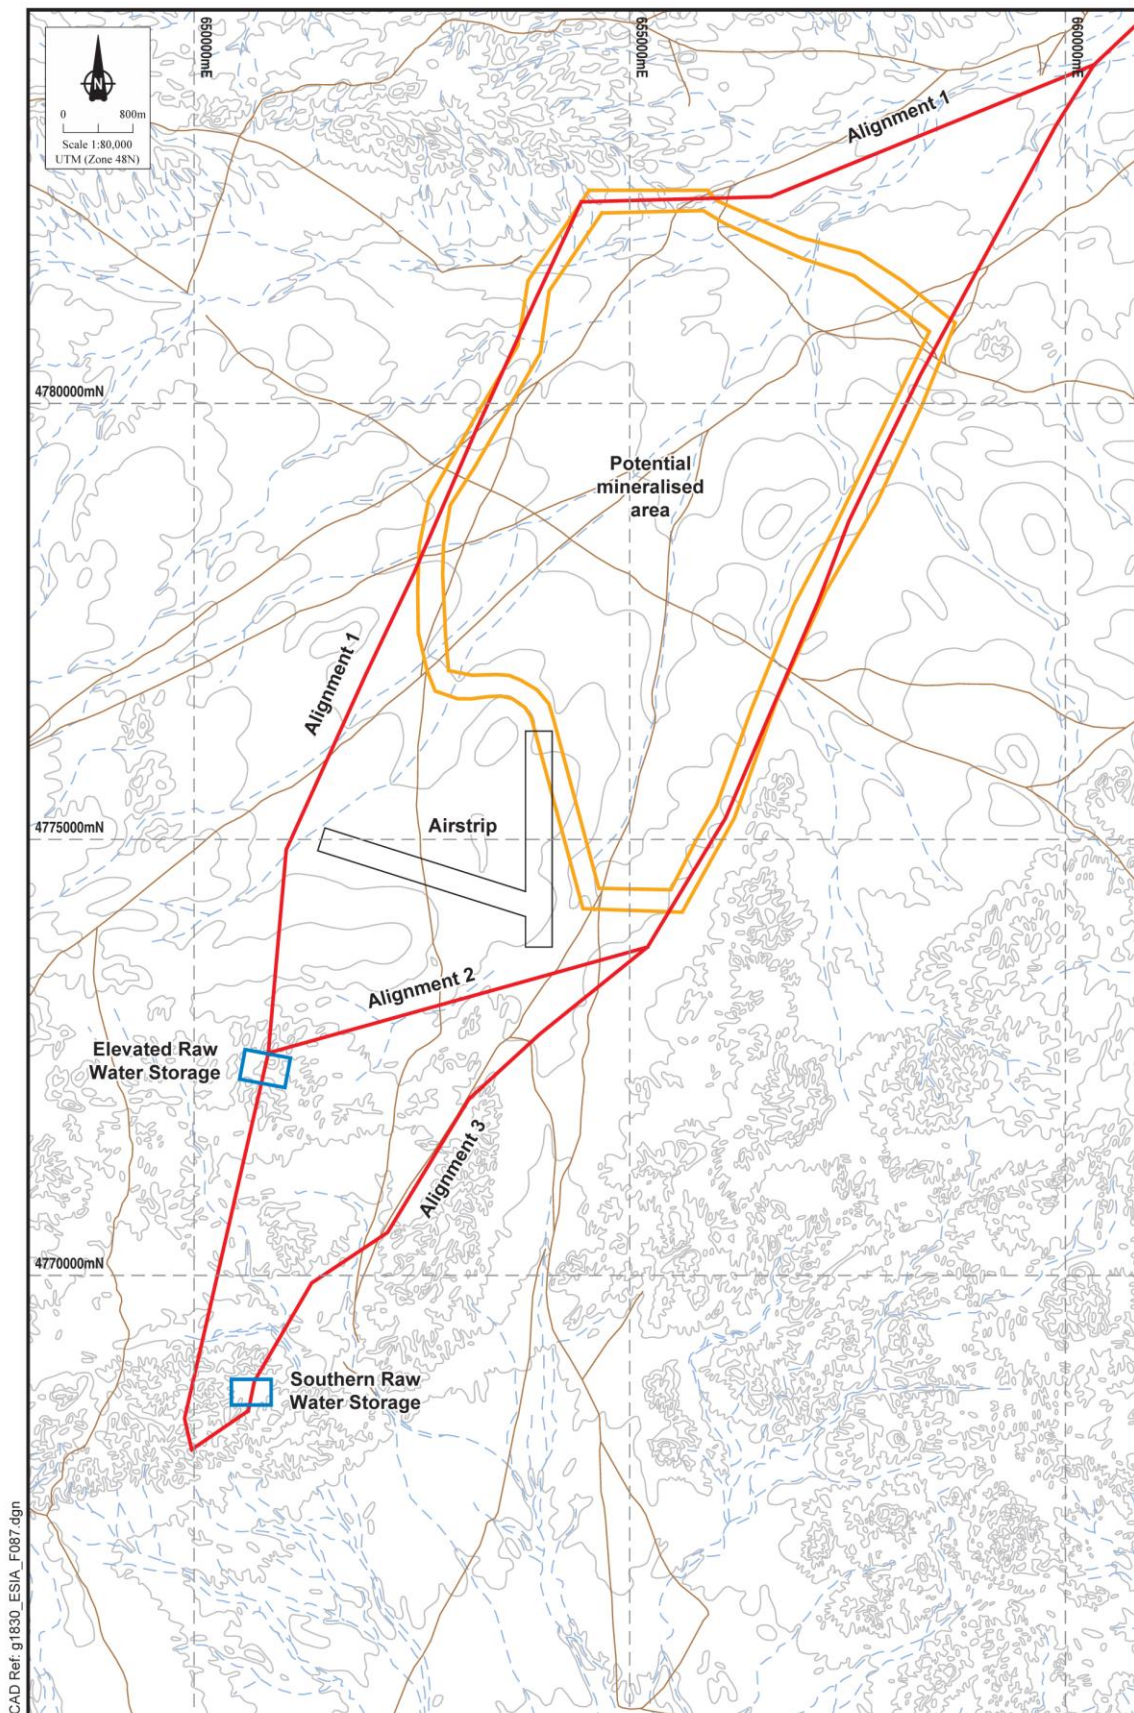 650000mE
655000mE
660000mE
N
0 800m
Scale 1:80,000
UTM (Zone 48N)
Alignment 1
4780000mN
Potential
mineralised
area
Alignment 1
4775000mN
Airstrip
Alignment 2
Elevated Raw
Water Storage
Alignment 3
4770000mN
Southern Raw
Water Storage
CAD Ref: g1830_ESIA_F087.dgn